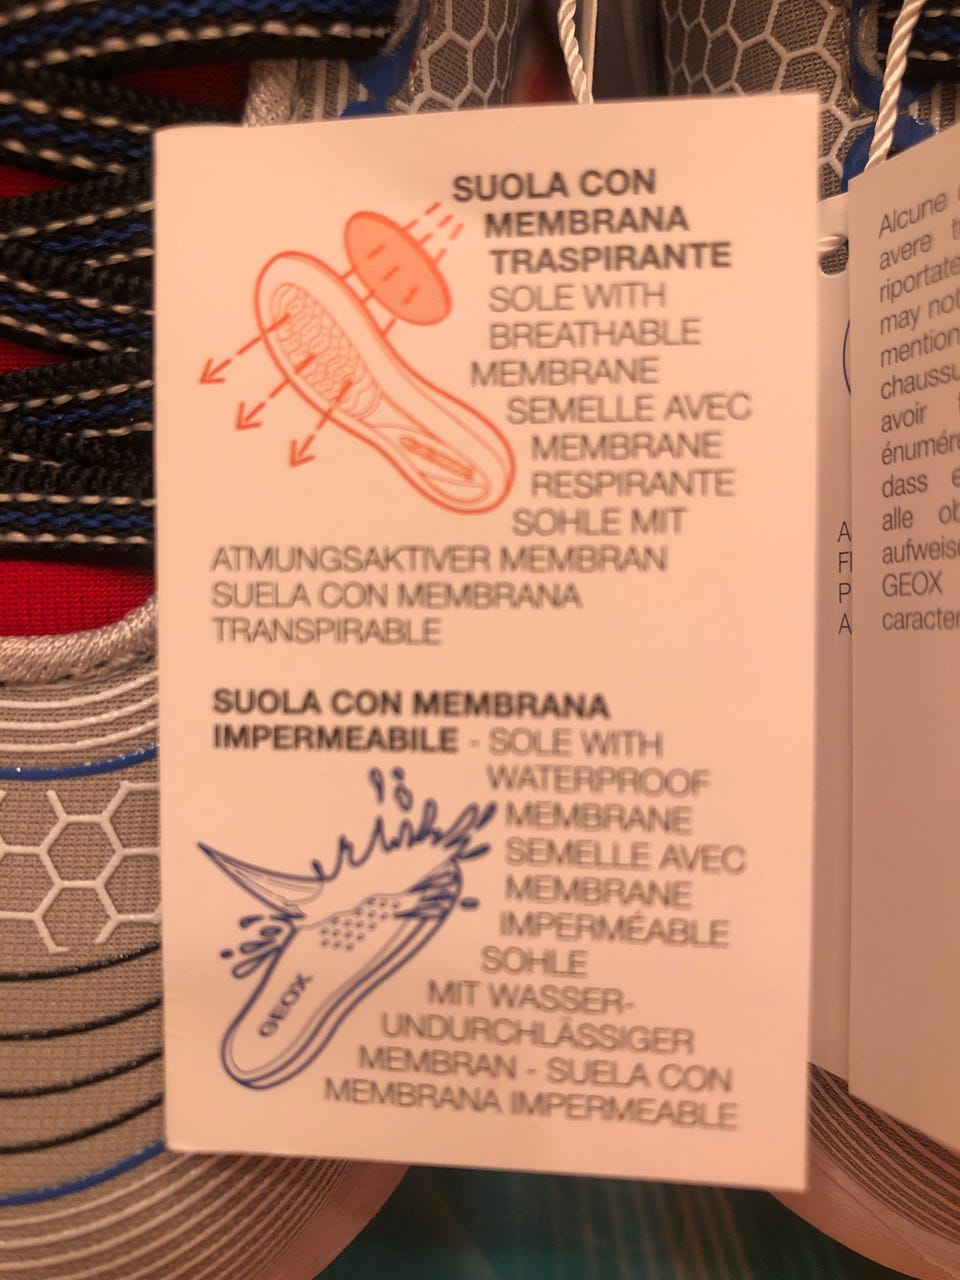 SUOLA CON
MEMBRANA
TRASPIRANTE
SOLE WITH
BREATHABLE
MEMBRANE
SEMELLE AVEC
MEMBRANE
RESPIRANTE
SOHLE MIT
ATMUNGSAKTIVER MEMBRAN
SUELA CON MEMBRANA
TRANSPIRABLE
SUOLA CON MEMBRANA
IMPERMEABILE - SOLE WITH
WATERPROOF
MEMBRANE
SEMELLE AVEC
MEMBRANE
IMPERMÉABLE
SOHLE
MIT WASSER-
UNDURCHLÄSSIGER
MEMBRAN - SUELA CON
MEMBRANA IMPERMEABLE
GEOX
Alcune
avere
riportate
may not
mention
chaussu
avoir
énumére
dass e
alle ob
aufweise
GEOX
caracter
A
P
A